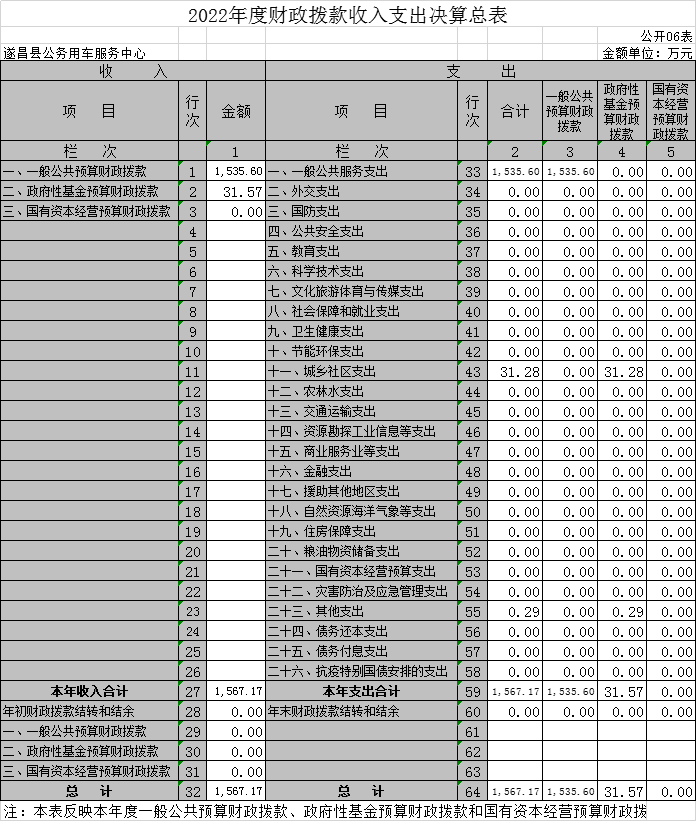 2022年度财政拨款收入支出决算总表
公开06表
遂昌县公务用车服务中心 金额单位：万元
收 入 支 出
项 目 行次 金额 项 目 行次 合计 一般公共预算财政拨款 政府性基金预算财政拨款 国有资本经营预算财政拨款
栏 次 1 栏 次 2 3 4 5
一、一般公共预算财政拨款 1 1,535.60 一、一般公共服务支出 33 1,535.60 1,535.60 0.00 0.00
二、政府性基金预算财政拨款 2 31.57 二、外交支出 34 0.00 0.00 0.00 0.00
三、国有资本经营预算财政拨款 3 0.00 三、国防支出 35 0.00 0.00 0.00 0.00
4 四、公共安全支出 36 0.00 0.00 0.00 0.00
5 五、教育支出 37 0.00 0.00 0.00 0.00
6 六、科学技术支出 38 0.00 0.00 0.00 0.00
7 七、文化旅游体育与传媒支出 39 0.00 0.00 0.00 0.00
8 八、社会保障和就业支出 40 0.00 0.00 0.00 0.00
9 九、卫生健康支出 41 0.00 0.00 0.00 0.00
10 十、节能环保支出 42 0.00 0.00 0.00 0.00
11 十一、城乡社区支出 43 31.28 0.00 31.28 0.00
12 十二、农林水支出 44 0.00 0.00 0.00 0.00
13 十三、交通运输支出 45 0.00 0.00 0.00 0.00
14 十四、资源勘探工业信息等支出 46 0.00 0.00 0.00 0.00
15 十五、商业服务业等支出 47 0.00 0.00 0.00 0.00
16 十六、金融支出 48 0.00 0.00 0.00 0.00
17 十七、援助其他地区支出 49 0.00 0.00 0.00 0.00
18 十八、自然资源海洋气象等支出 50 0.00 0.00 0.00 0.00
19 十九、住房保障支出 51 0.00 0.00 0.00 0.00
20 二十、粮油物资储备支出 52 0.00 0.00 0.00 0.00
21 二十一、国有资本经营预算支出 53 0.00 0.00 0.00 0.00
22 二十二、灾害防治及应急管理支出 54 0.00 0.00 0.00 0.00
23 二十三、其他支出 55 0.29 0.00 0.29 0.00
24 二十四、债务还本支出 56 0.00 0.00 0.00 0.00
25 二十五、债务付息支出 57 0.00 0.00 0.00 0.00
26 二十六、抗疫特别国债安排的支出 58 0.00 0.00 0.00 0.00
本年收入合计 27 1,567.17 本年支出合计 59 1,567.17 1,535.60 31.57 0.00
年初财政拨款结转和结余 28 0.00 年末财政拨款结转和结余 60 0.00 0.00 0.00 0.00
一、一般公共预算财政拨款 29 0.00 61
二、政府性基金预算财政拨款 30 0.00 62
三、国有资本经营预算财政拨款 31 0.00 63
总 计 32 1,567.17 总 计 64 1,567.17 1,535.60 31.57 0.00
注：本表反映本年度一般公共预算财政拨款、政府性基金预算财政拨款和国有资本经营预算财政拨